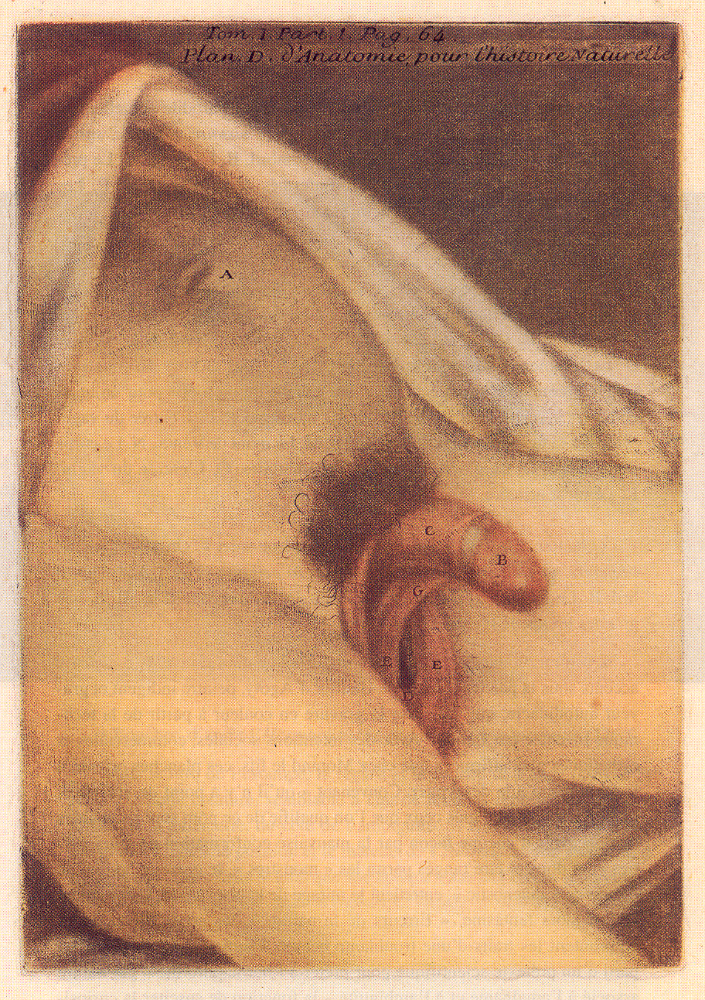 Tom. 1. Part. 1. Pag. 64.
Plan. D. d'Anatomie, pour l'histoire Naturelle
A
C
B
G
E E
D